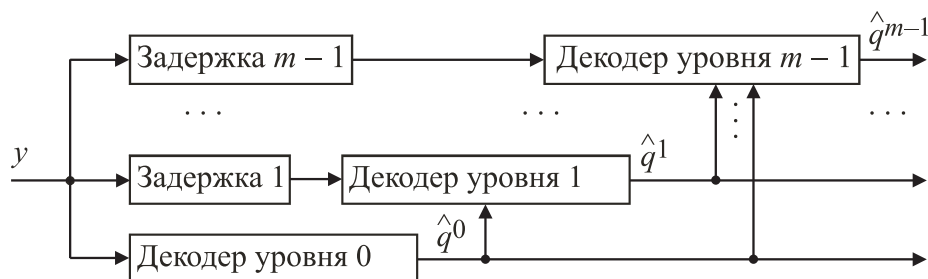 Задержка m – 1
Декодер уровня m – 1
q̂ᵐ⁻¹
. . .
. . .
. . .
y
Задержка 1
Декодер уровня 1
q̂¹
Декодер уровня 0
q̂⁰